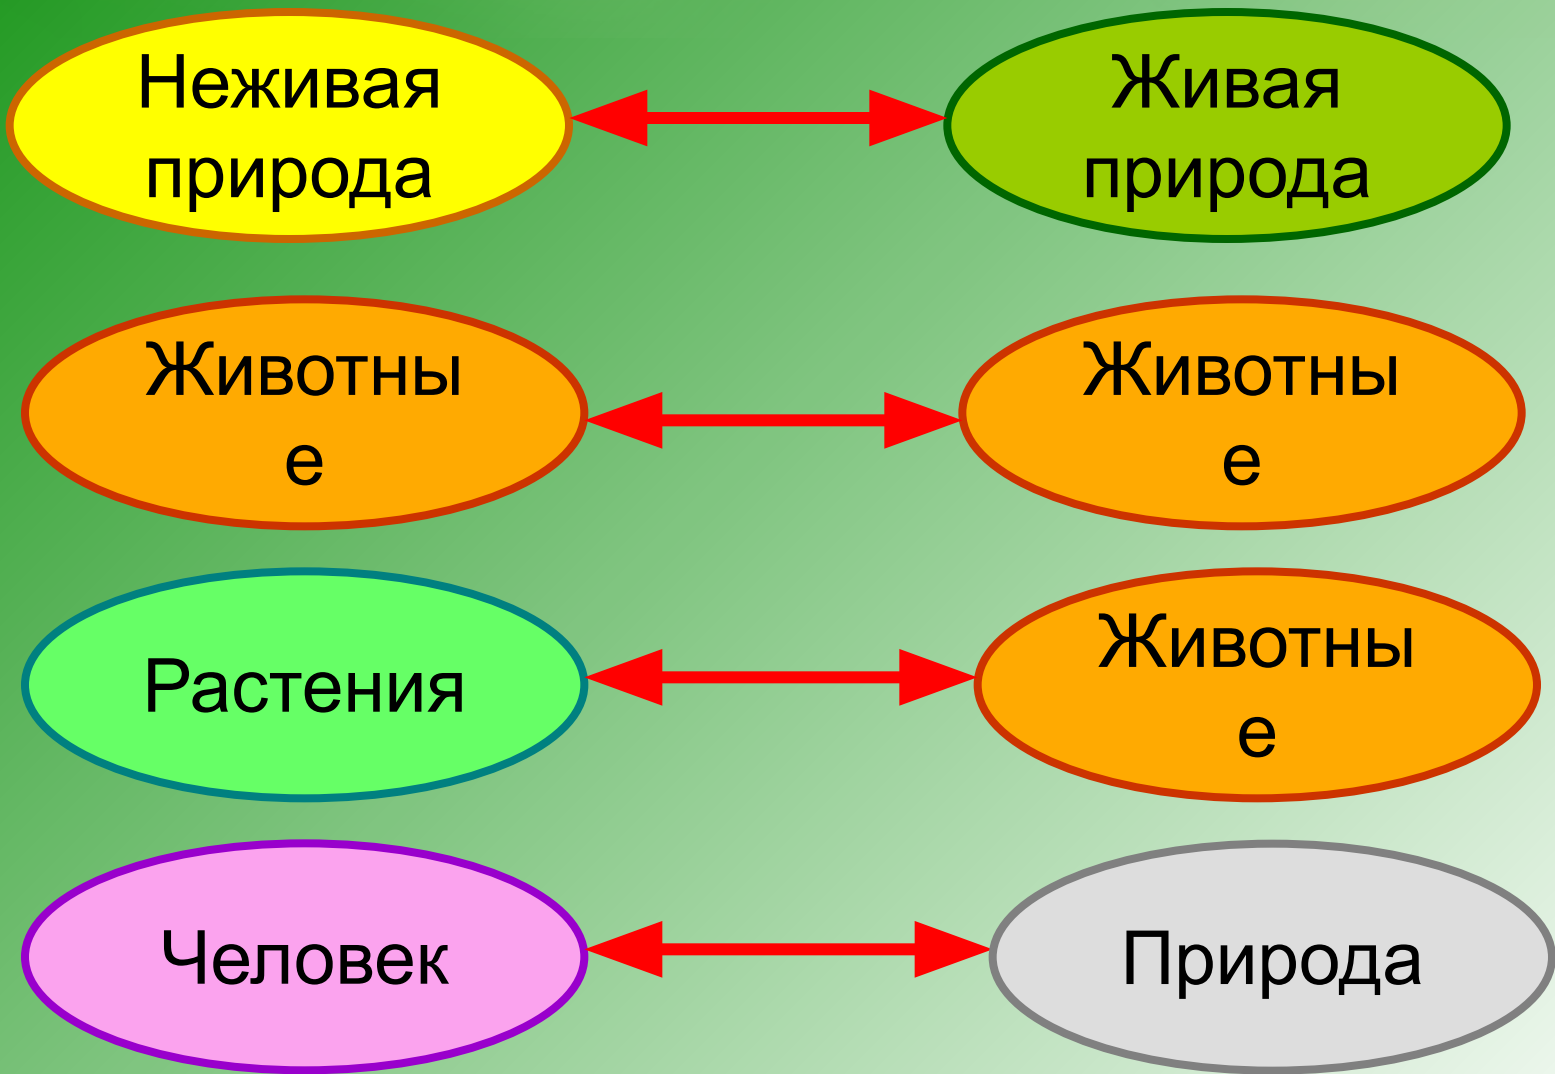 Неживая
природа
Живая
природа
Животны
е
Животны
е
Растения
Животны
е
Человек
Природа